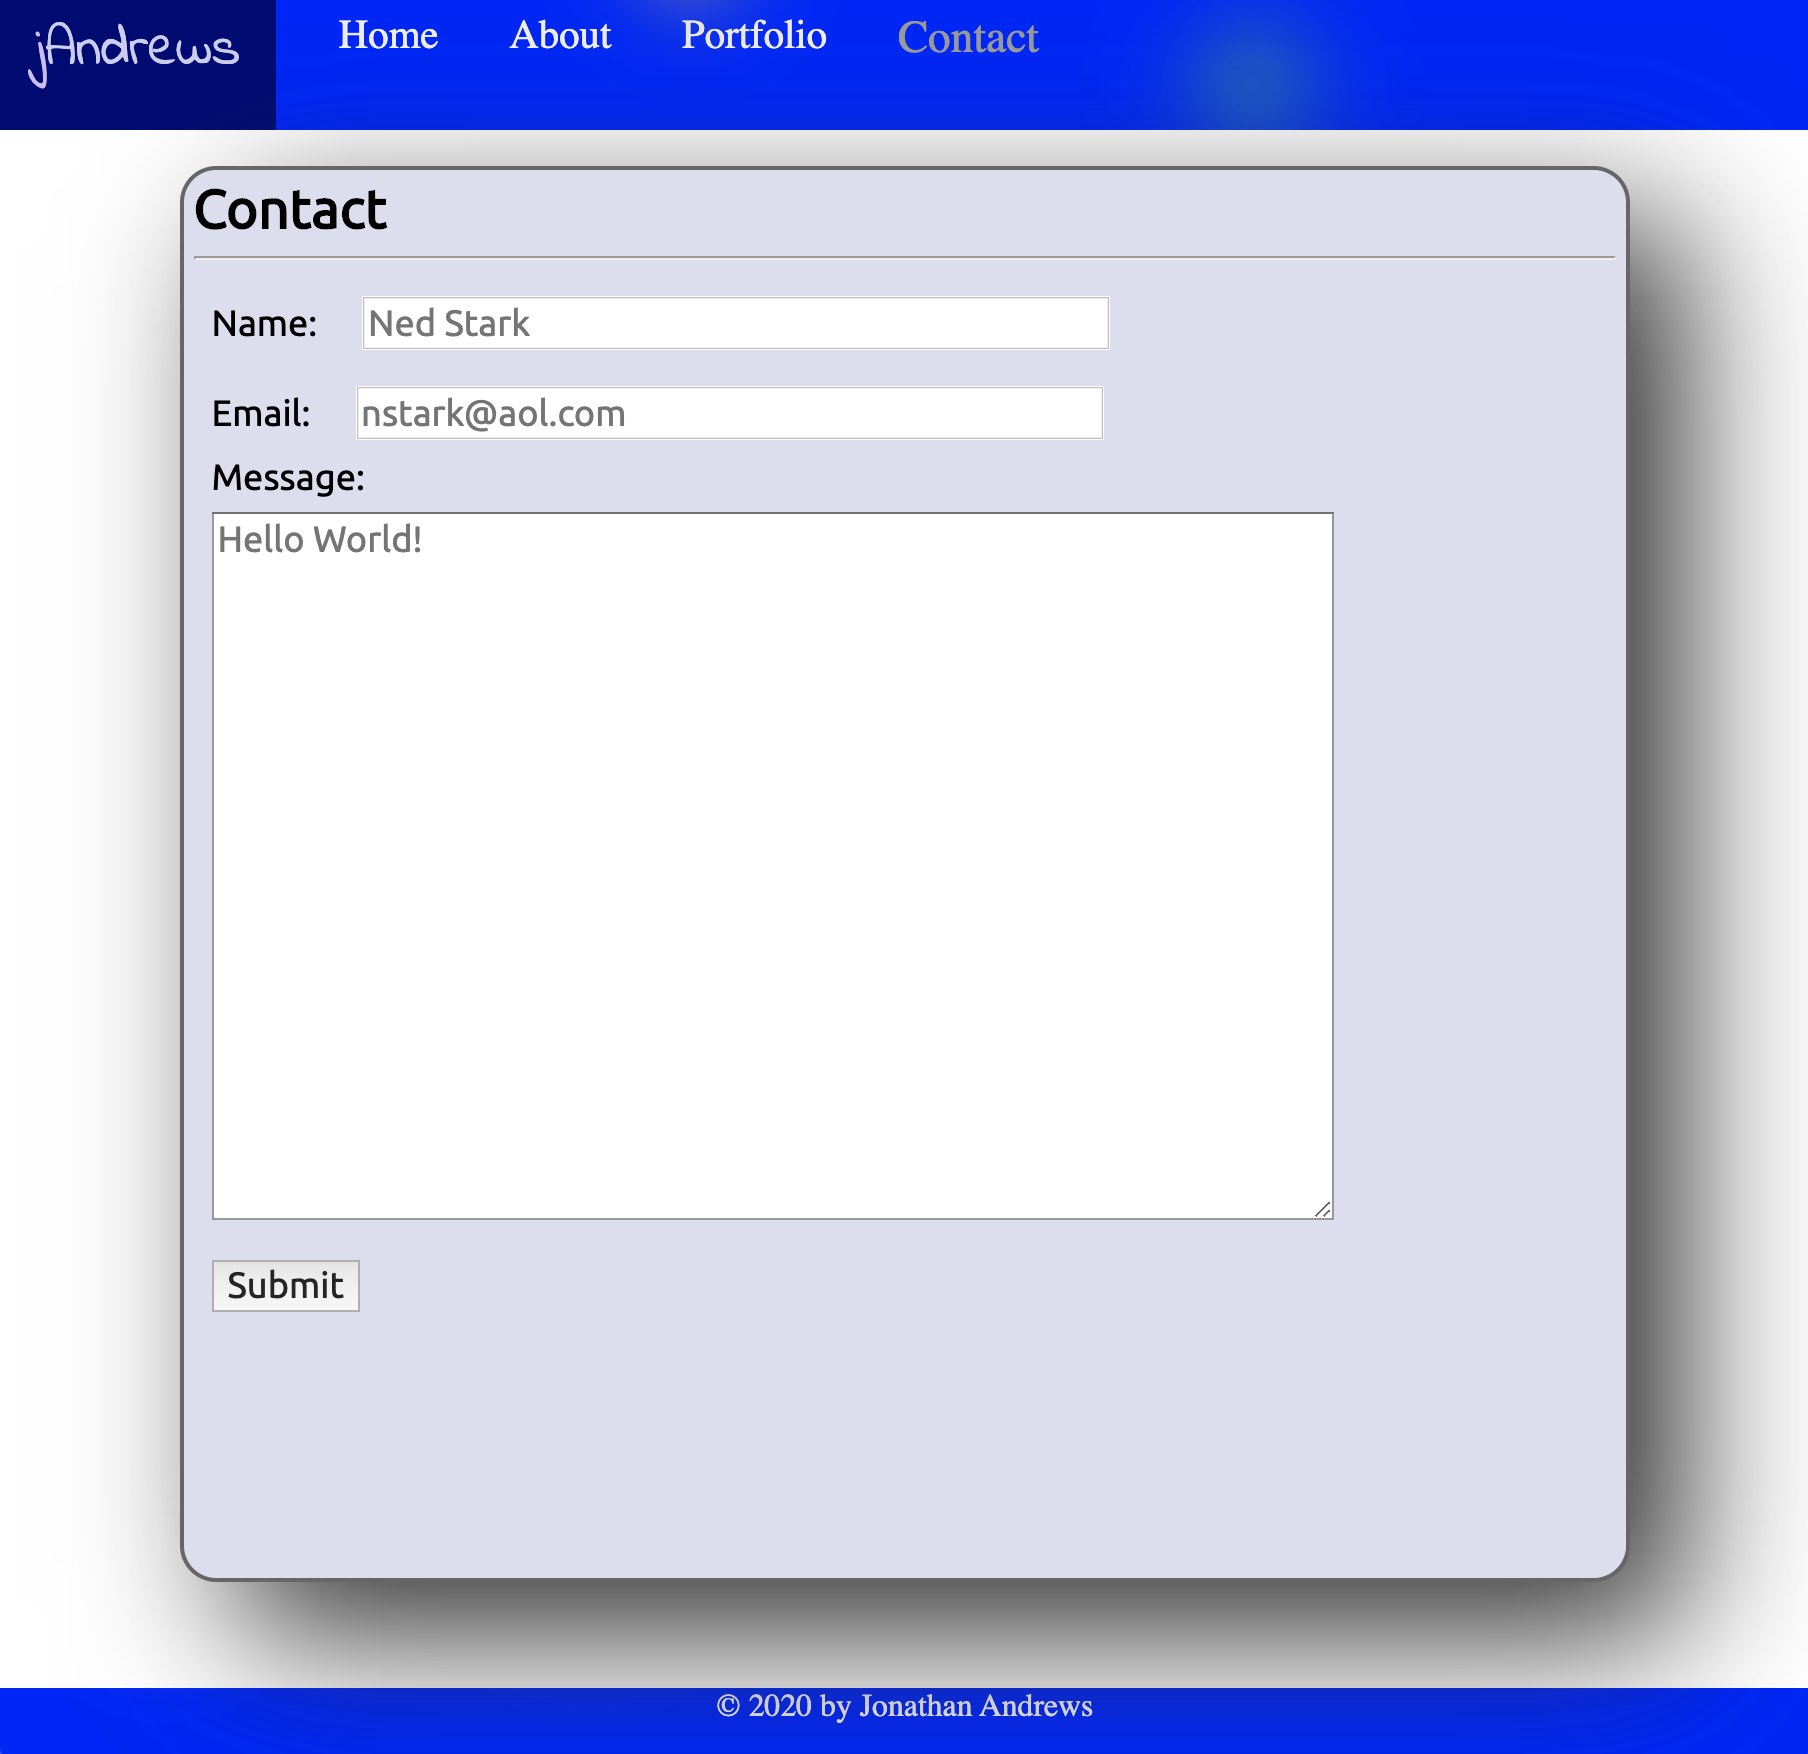 jAndrews Home About Portfolio Contact
Contact
Name: Ned Stark
Email: nstark@aol.com
Message:
Hello World!
Submit
© 2020 by Jonathan Andrews